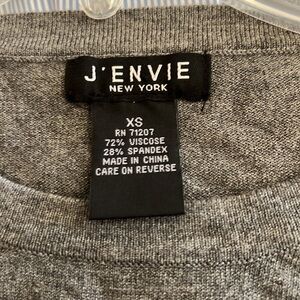 J'ENVIE
NEW YORK
XS
RN 71207
72% VISCOSE
28% SPANDEX
MADE IN CHINA
CARE ON REVERSE